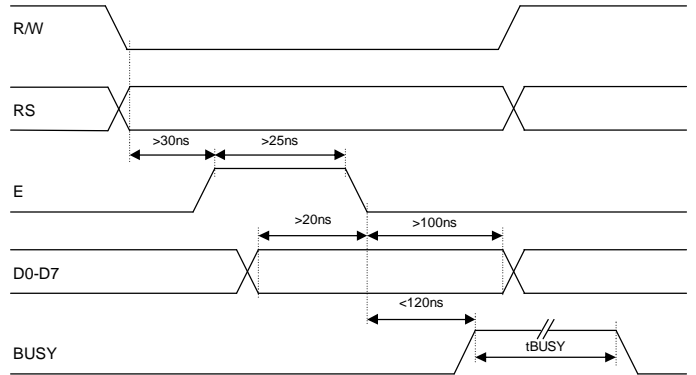 R/W
RS
>30ns >25ns
E
>20ns >100ns
D0-D7
<120ns
BUSY
tBUSY